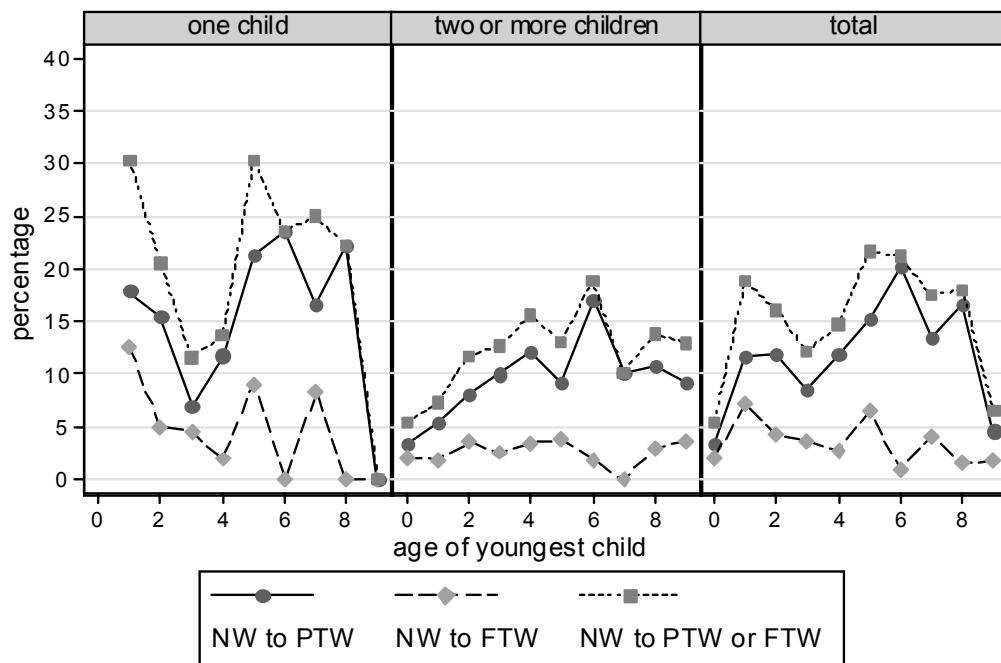 one child two or more children total
40
35
30
25
20
15
10
5
0
percentage
0 2 4 6 8 0 2 4 6 8 0 2 4 6 8
age of youngest child
NW to PTW NW to FTW NW to PTW or FTW